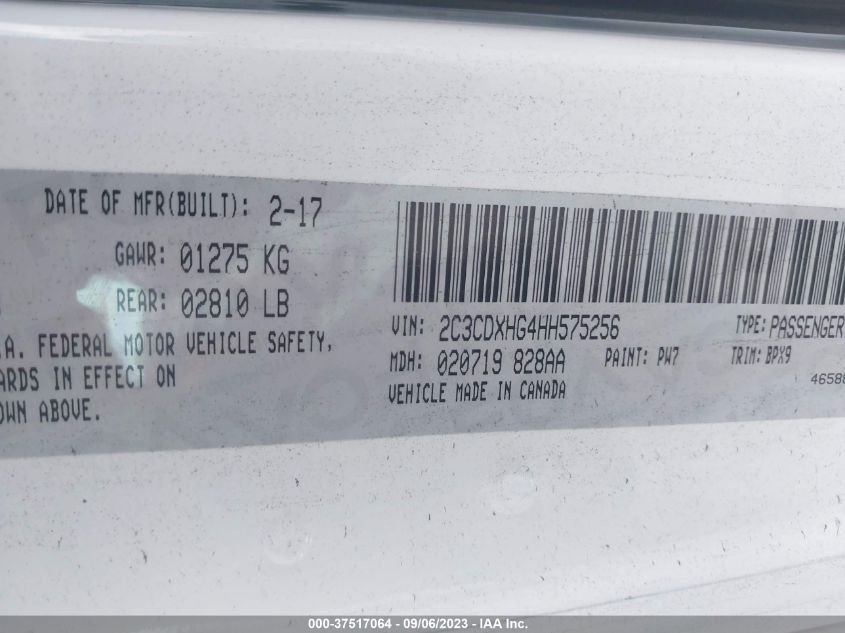 DATE OF MFR(BUILT): 2-17
GAWR: 01275 KG
REAR: 02810 LB
.A. FEDERAL MOTOR VEHICLE SAFETY,
ARDS IN EFFECT ON
OWN ABOVE.
VIN: 2C3CDXHG4HH575256 TYPE: PASSENGER
MDH: 020719 828AA PAINT: PW7 TRIM: BPX9
VEHICLE MADE IN CANADA
4658
000-37517064 - 09/06/2023 - IAA Inc.